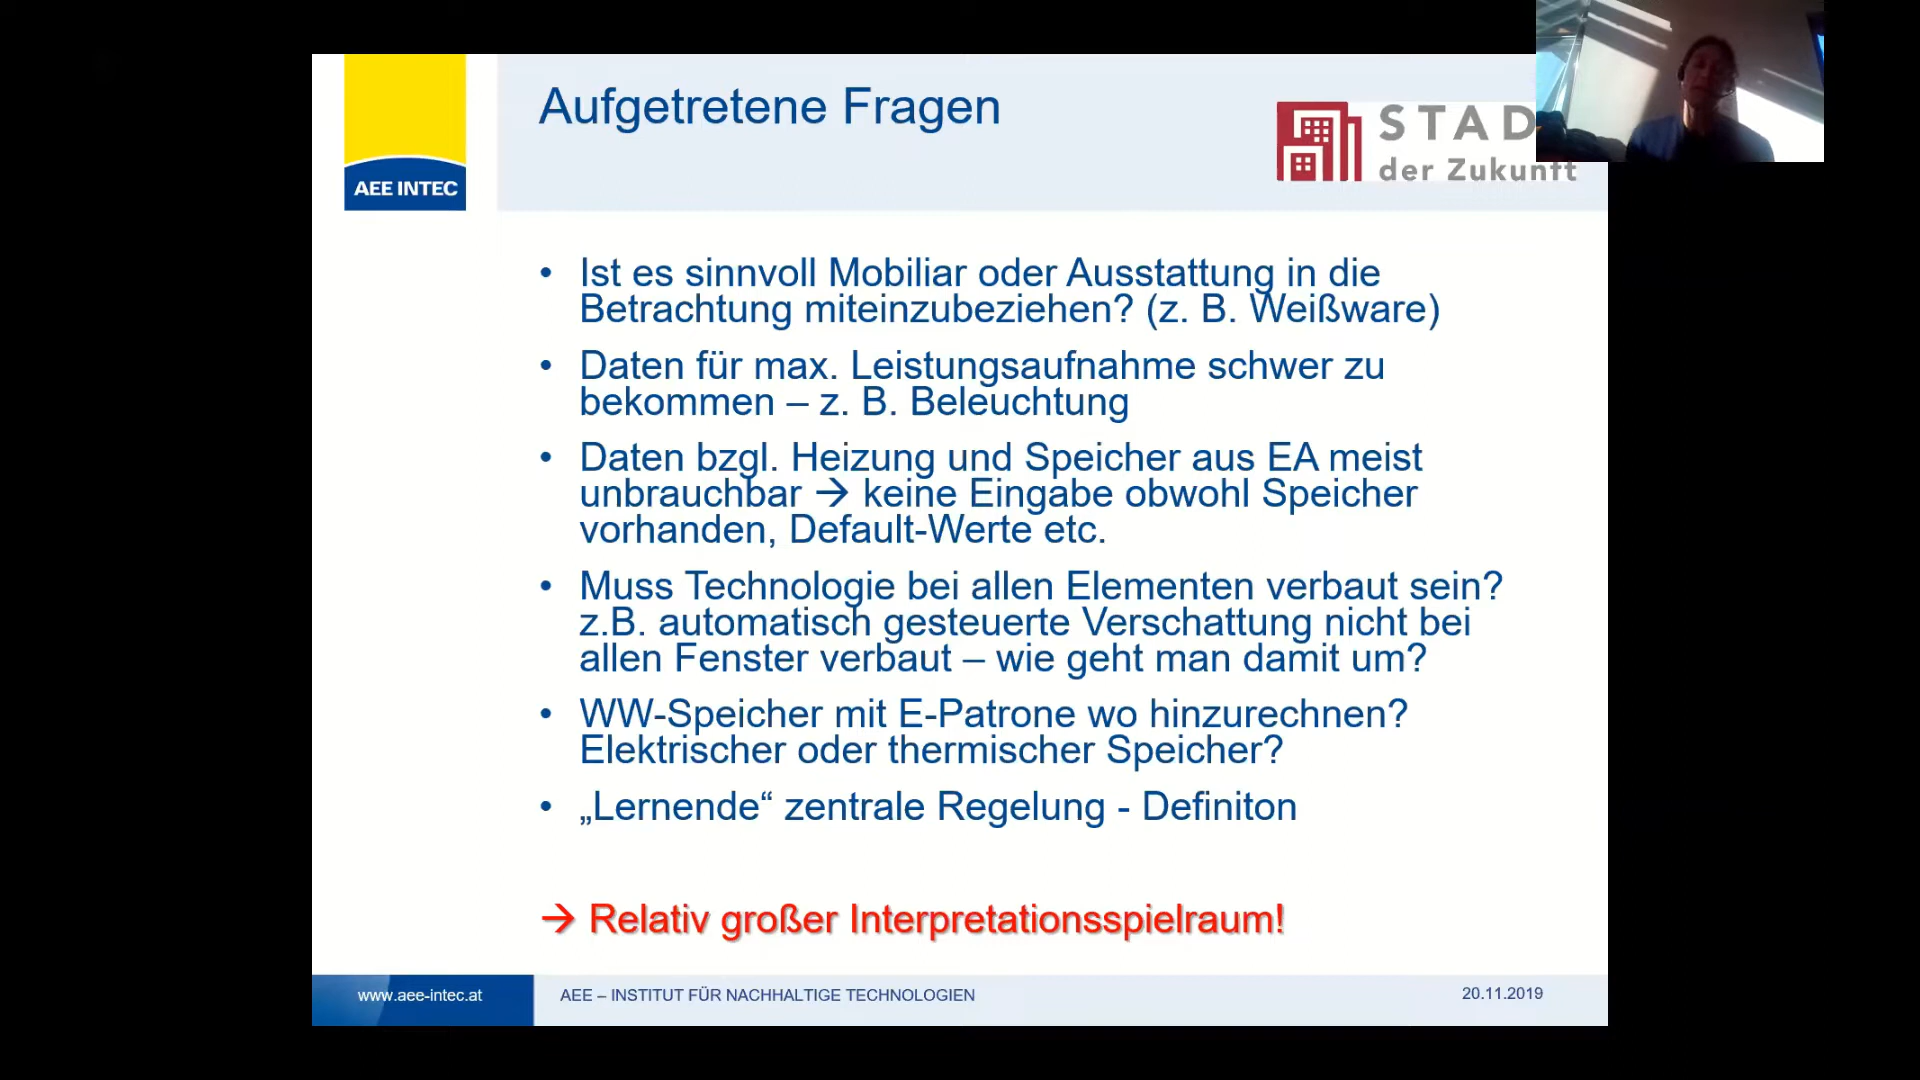 Aufgetretene Fragen
AEE INTEC
STAD
der Zukunft
• Ist es sinnvoll Mobiliar oder Ausstattung in die
Betrachtung miteinzubeziehen? (z. B. Weißware)
• Daten für max. Leistungsaufnahme schwer zu
bekommen – z. B. Beleuchtung
• Daten bzgl. Heizung und Speicher aus EA meist
unbrauchbar → keine Eingabe obwohl Speicher
vorhanden, Default-Werte etc.
• Muss Technologie bei allen Elementen verbaut sein?
z.B. automatisch gesteuerte Verschattung nicht bei
allen Fenster verbaut – wie geht man damit um?
• WW-Speicher mit E-Patrone wo hinzurechnen?
Elektrischer oder thermischer Speicher?
• „Lernende“ zentrale Regelung - Definiton
→ Relativ großer Interpretationsspielraum!
www.aee-intec.at
AEE – INSTITUT FÜR NACHHALTIGE TECHNOLOGIEN
20.11.2019